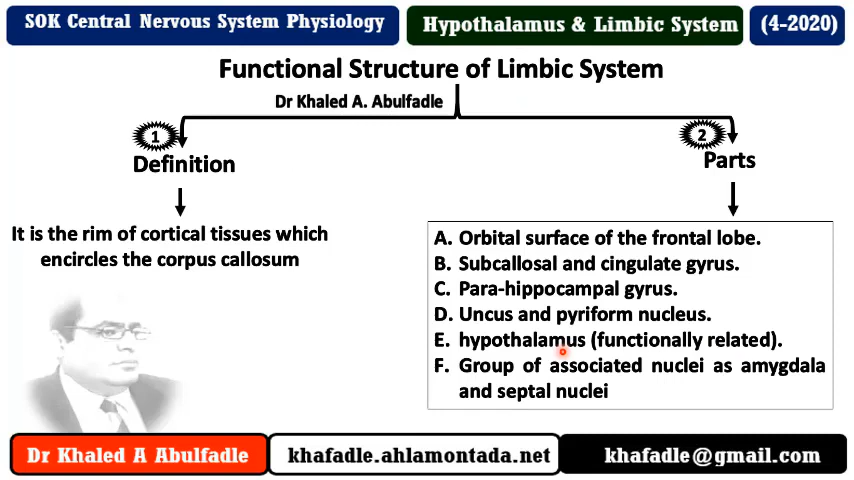 SOK Central Nervous System Physiology
Hypothalamus & Limbic System
(4-2020)
Functional Structure of Limbic System
Dr Khaled A. Abulfadle
1
Definition
It is the rim of cortical tissues which
encircles the corpus callosum
2
Parts
A. Orbital surface of the frontal lobe.
B. Subcallosal and cingulate gyrus.
C. Para-hippocampal gyrus.
D. Uncus and pyriform nucleus.
E. hypothalamus (functionally related).
F. Group of associated nuclei as amygdala
and septal nuclei
Dr Khaled A Abulfadle
khafadle.ahlamontada.net
khafadle@gmail.com